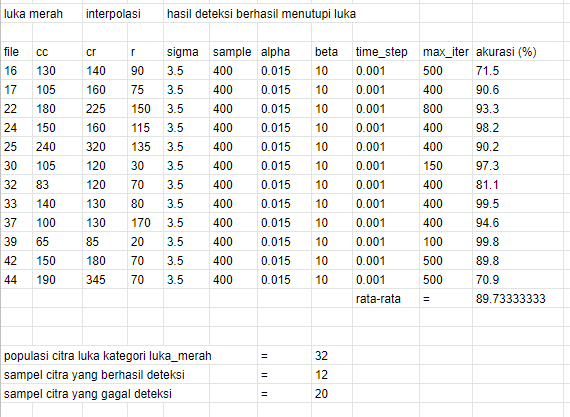 luka merah interpolasi hasil deteksi berhasil menutupi luka
file cc cr r sigma sample alpha beta time_step max_iter akurasi (%)
16 130 140 90 3.5 400 0.015 10 0.001 500 71.5
17 105 160 75 3.5 400 0.015 10 0.001 400 90.6
22 180 225 150 3.5 400 0.015 10 0.001 800 93.3
24 150 160 115 3.5 400 0.015 10 0.001 400 98.2
25 240 320 135 3.5 400 0.015 10 0.001 400 90.2
30 105 120 30 3.5 400 0.015 10 0.001 150 97.3
32 83 120 70 3.5 400 0.015 10 0.001 400 81.1
33 140 130 80 3.5 400 0.015 10 0.001 400 99.5
37 100 130 170 3.5 400 0.015 10 0.001 400 94.6
39 65 85 20 3.5 400 0.015 10 0.001 100 99.8
42 150 180 70 3.5 400 0.015 10 0.001 500 89.8
44 190 345 70 3.5 400 0.015 10 0.001 500 70.9
rata-rata = 89.73333333
populasi citra luka kategori luka_merah = 32
sampel citra yang berhasil deteksi = 12
sampel citra yang gagal deteksi = 20